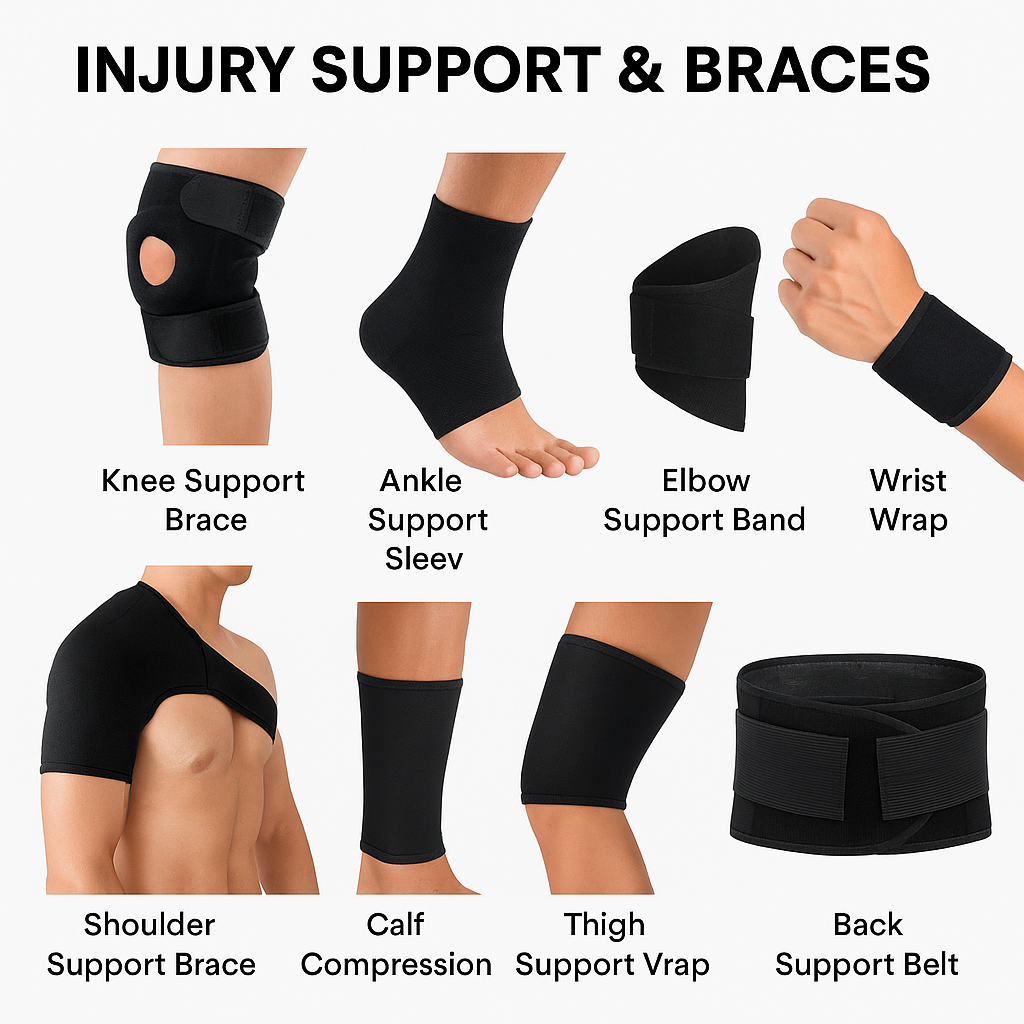 INJURY SUPPORT & BRACES
Knee Support
Brace
Ankle
Support
Sleev
Elbow
Support Band
Wrist
Wrap
Shoulder
Support Brace
Calf
Compression
Thigh
Support Vrap
Back
Support Belt